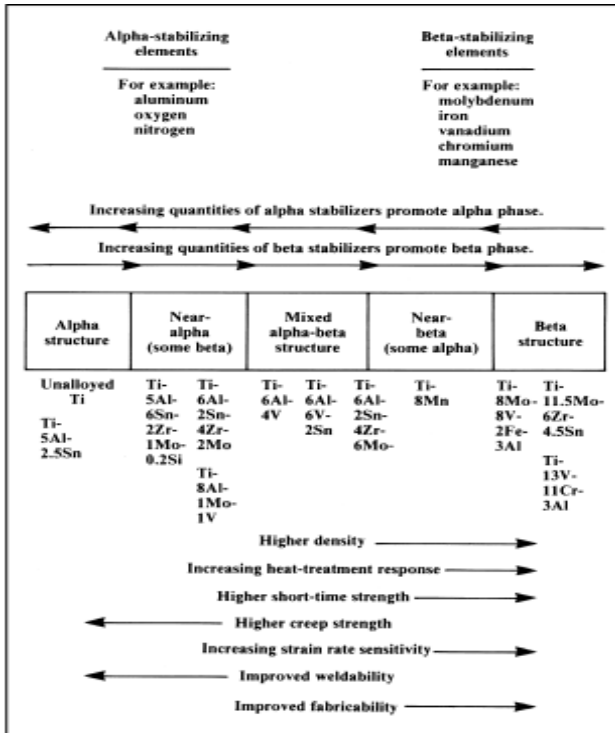 Alpha-stabilizing
elements
For example:
aluminum
oxygen
nitrogen
Beta-stabilizing
elements
For example:
molybdenum
iron
vanadium
chromium
manganese
Increasing quantities of alpha stabilizers promote alpha phase.
Increasing quantities of beta stabilizers promote beta phase.
Alpha
structure
Near-
alpha
(some beta)
Mixed
alpha-beta
structure
Near-
beta
(some alpha)
Beta
structure
Unalloyed
Ti
Ti-
5Al-
2.5Sn
Ti-
5Al-
6Sn-
2Zr-
1Mo-
0.2Si
Ti-
6Al-
2Sn-
4Zr-
2Mo
Ti-
8Al-
1Mo-
1V
Ti-
6Al-
4V
Ti-
6Al-
6V-
2Sn
Ti-
6Al-
2Sn-
4Zr-
6Mo-
Ti-
8Mn
Ti-
8Mo-
8V-
2Fe-
3Al
Ti-
11.5Mo-
6Zr-
4.5Sn
Ti-
13V-
11Cr-
3Al
Higher density
Increasing heat-treatment response
Higher short-time strength
Higher creep strength
Increasing strain rate sensitivity
Improved weldability
Improved fabricability